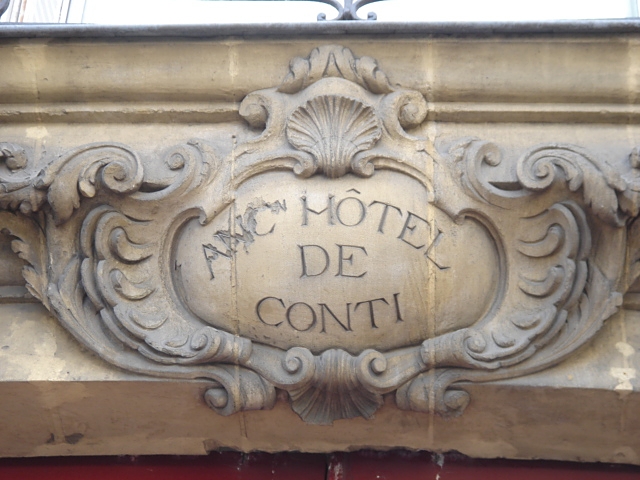 ANC^N HÔTEL
DE
CONTI